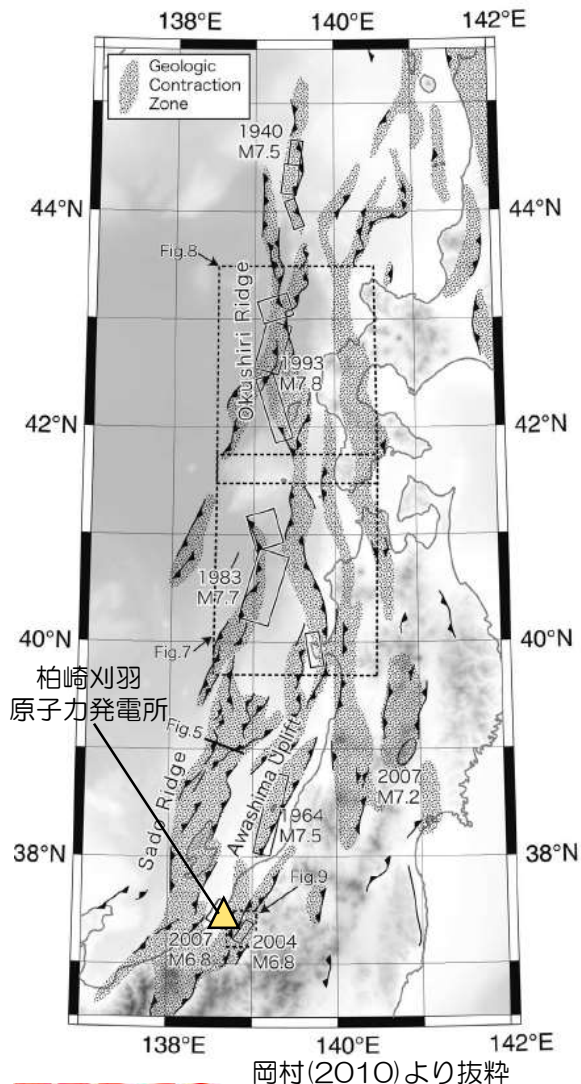 138°E
140°E
142°E
Geologic
Contraction
Zone
1940
M7.5
44°N
44°N
Fig.8
Okushiri Ridge
1993
M7.8
42°N
42°N
1983
M7.7
40°N
40°N
Fig.7
柏崎刈羽
原子力発電所
Fig.5
Sado Ridge
Awashima Uplift
2007
M7.2
1964
M7.5
38°N
38°N
Fig.9
2007
M6.8
2004
M6.8
138°E
140°E
142°E
岡村(2010)より抜粋